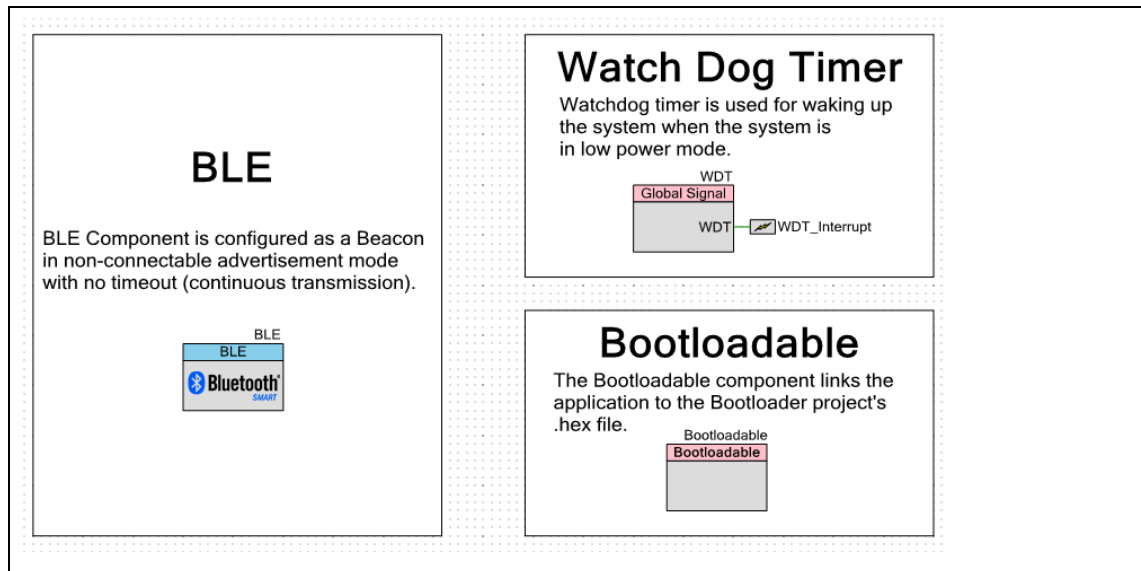 BLE
BLE Component is configured as a Beacon
in non-connectable advertisement mode
with no timeout (continuous transmission).
BLE
BLE
Bluetooth®
SMART
Watch Dog Timer
Watchdog timer is used for waking up
the system when the system is
in low power mode.
WDT
Global Signal
WDT WDT_Interrupt
Bootloadable
The Bootloadable component links the
application to the Bootloader project's
.hex file.
Bootloadable
Bootloadable